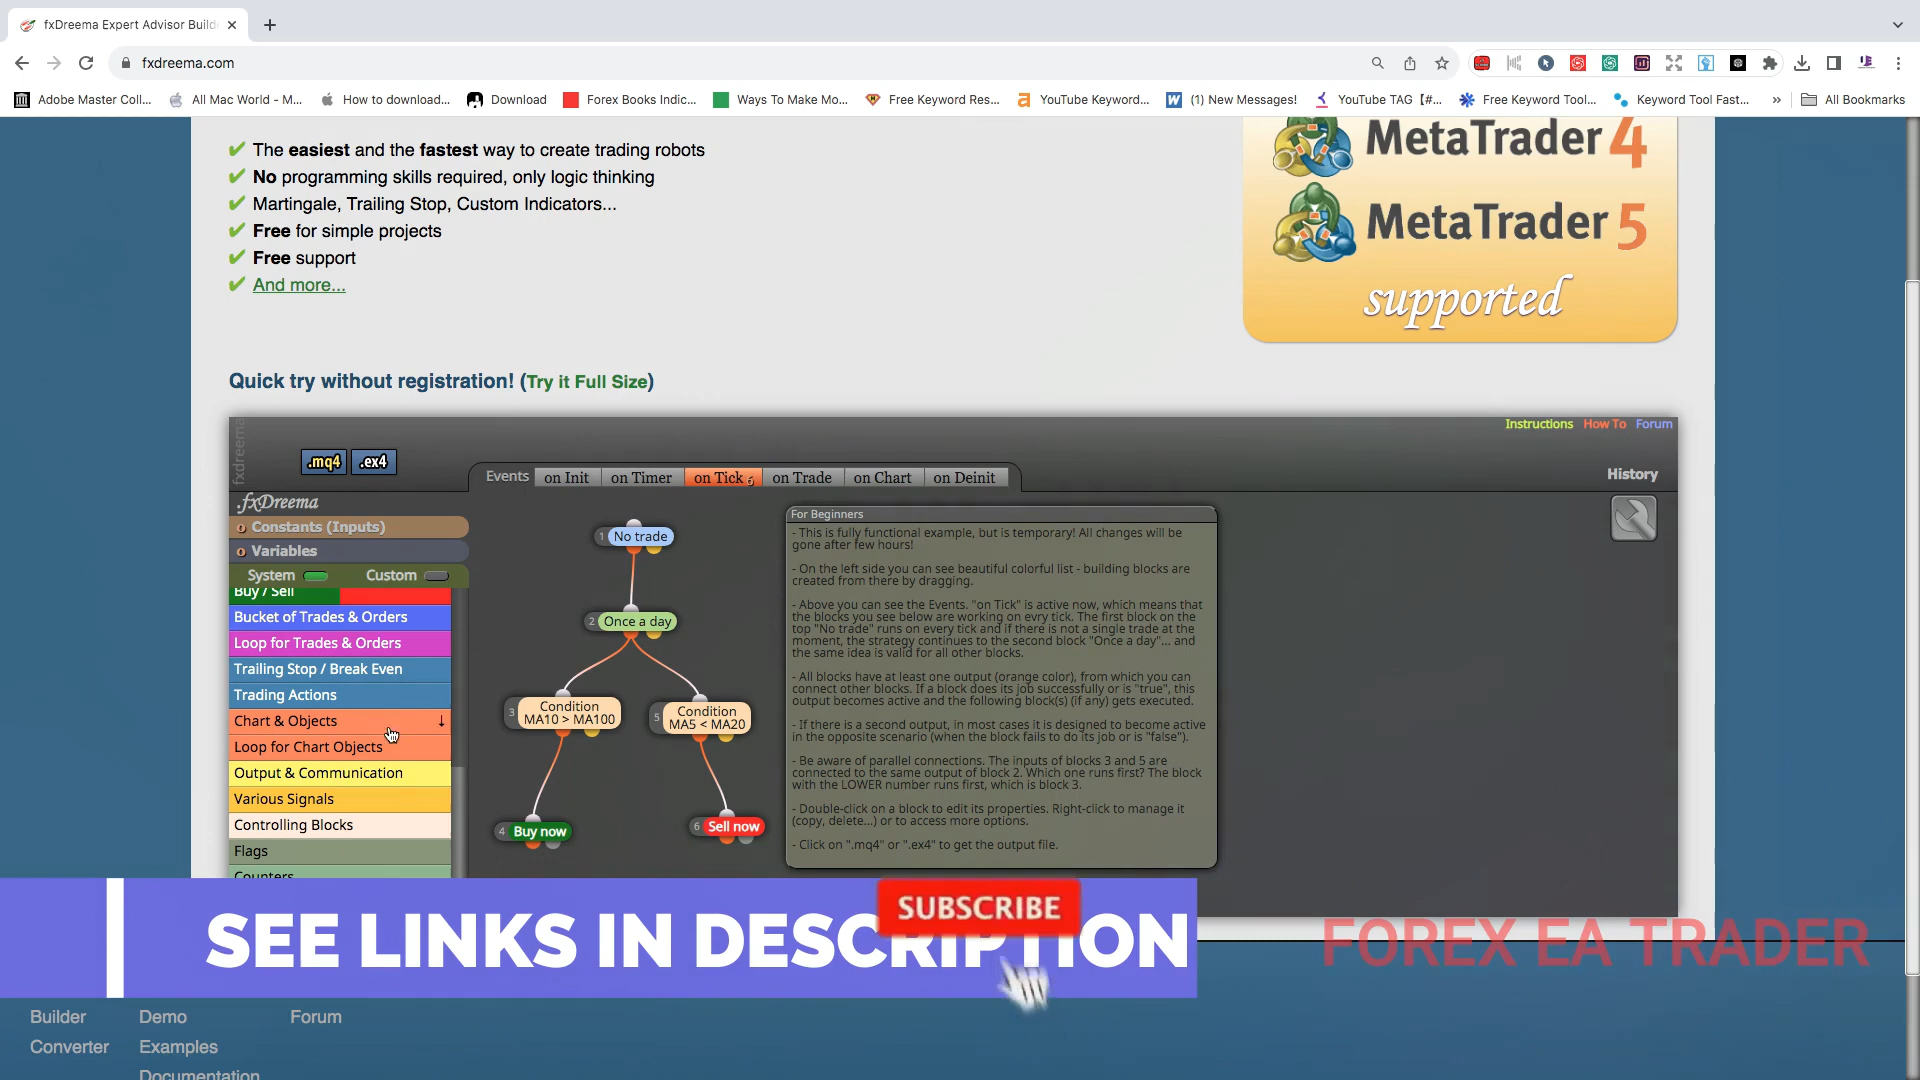 fxDreema Expert Advisor Build
fxdreema.com
Adobe Master Coll...
All Mac World - M...
How to download...
Download
Forex Books Indic...
Ways To Make Mo...
Free Keyword Res...
YouTube Keyword...
(1) New Messages!
YouTube TAG【#...
Free Keyword Tool...
Keyword Tool Fast...
All Bookmarks
The easiest and the fastest way to create trading robots
No programming skills required, only logic thinking
Martingale, Trailing Stop, Custom Indicators...
Free for simple projects
Free support
And more...
MetaTrader 4
MetaTrader 5
supported
Quick try without registration! (Try it Full Size)
Instructions How To Forum
fxdreema
.mq4 .ex4
Events on Init on Timer on Tick 6 on Trade on Chart on Deinit
History
.fxDreema
Constants (Inputs)
Variables
System Custom
Buy / Sell
Bucket of Trades & Orders
Loop for Trades & Orders
Trailing Stop / Break Even
Trading Actions
Chart & Objects ↓
Loop for Chart Objects
Output & Communication
Various Signals
Controlling Blocks
Flags
Counters
1 No trade
2 Once a day
3 Condition
MA10 > MA100
5 Condition
MA5 < MA20
4 Buy now
6 Sell now
For Beginners
- This is fully functional example, but is temporary! All changes will be
gone after few hours!
- On the left side you can see beautiful colorful list - building blocks are
created from there by dragging.
- Above you can see the Events. "on Tick" is active now, which means that
the blocks you see below are working on evry tick. The first block on the
top "No trade" runs on every tick and if there is not a single trade at the
moment, the strategy continues to the second block "Once a day"... and
the same idea is valid for all other blocks.
- All blocks have at least one output (orange color), from which you can
connect other blocks. If a block does its job successfully or is "true", this
output becomes active and the following block(s) (if any) gets executed.
- If there is a second output, in most cases it is designed to become active
in the opposite scenario (when the block fails to do its job or is "false").
- Be aware of parallel connections. The inputs of blocks 3 and 5 are
connected to the same output of block 2. Which one runs first? The block
with the LOWER number runs first, which is block 3.
- Double-click on a block to edit its properties. Right-click to manage it
(copy, delete...) or to access more options.
- Click on ".mq4" or ".ex4" to get the output file.
SUBSCRIBE
SEE LINKS IN DESCRIPTION
FOREX EA TRADER
Builder Demo Forum
Converter Examples
Documentation